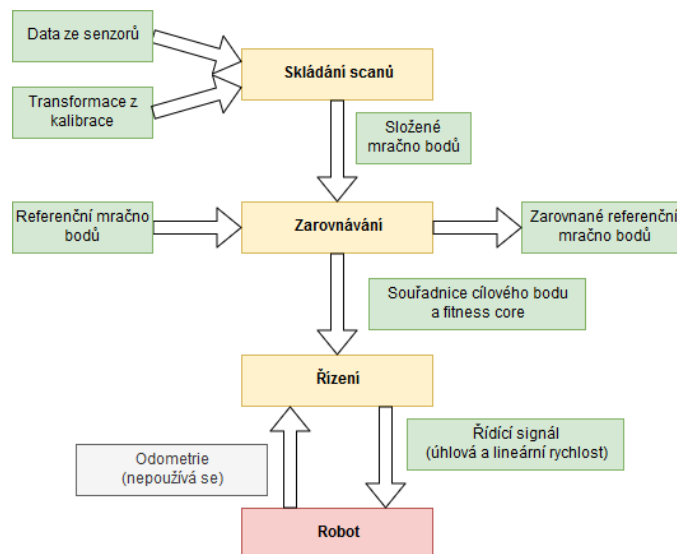 Data ze senzorů
Skládání scanů
Transformace z
kalibrace
Složené
mračno bodů
Referenční mračno
bodů
Zarovnávání
Zarovnané referenční
mračno bodů
Souřadnice cílového bodu
a fitness core
Řízení
Odometrie
(nepoužívá se)
Řídící signál
(úhlová a lineární rychlost)
Robot